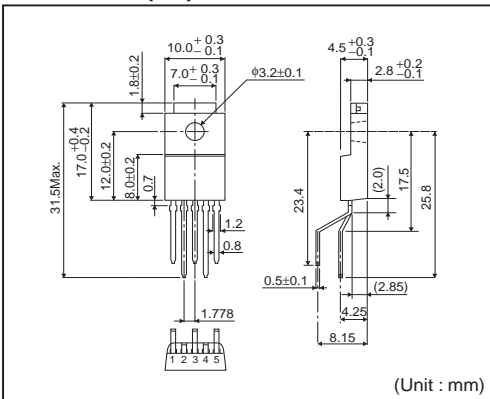 10.0 + 0.3 − 0.1
7.0 + 0.3 − 0.1
φ3.2±0.1
1.8±0.2
31.5Max.
17.0 +0.4 −0.2
12.0±0.2
8.0±0.2
0.7
1.2
0.8
1.778
1 2 3 4 5
4.5 +0.3 −0.1
2.8 +0.2 −0.1
23.4
(2.0)
17.5
25.8
0.5±0.1
(2.85)
4.25
8.15
(Unit : mm)